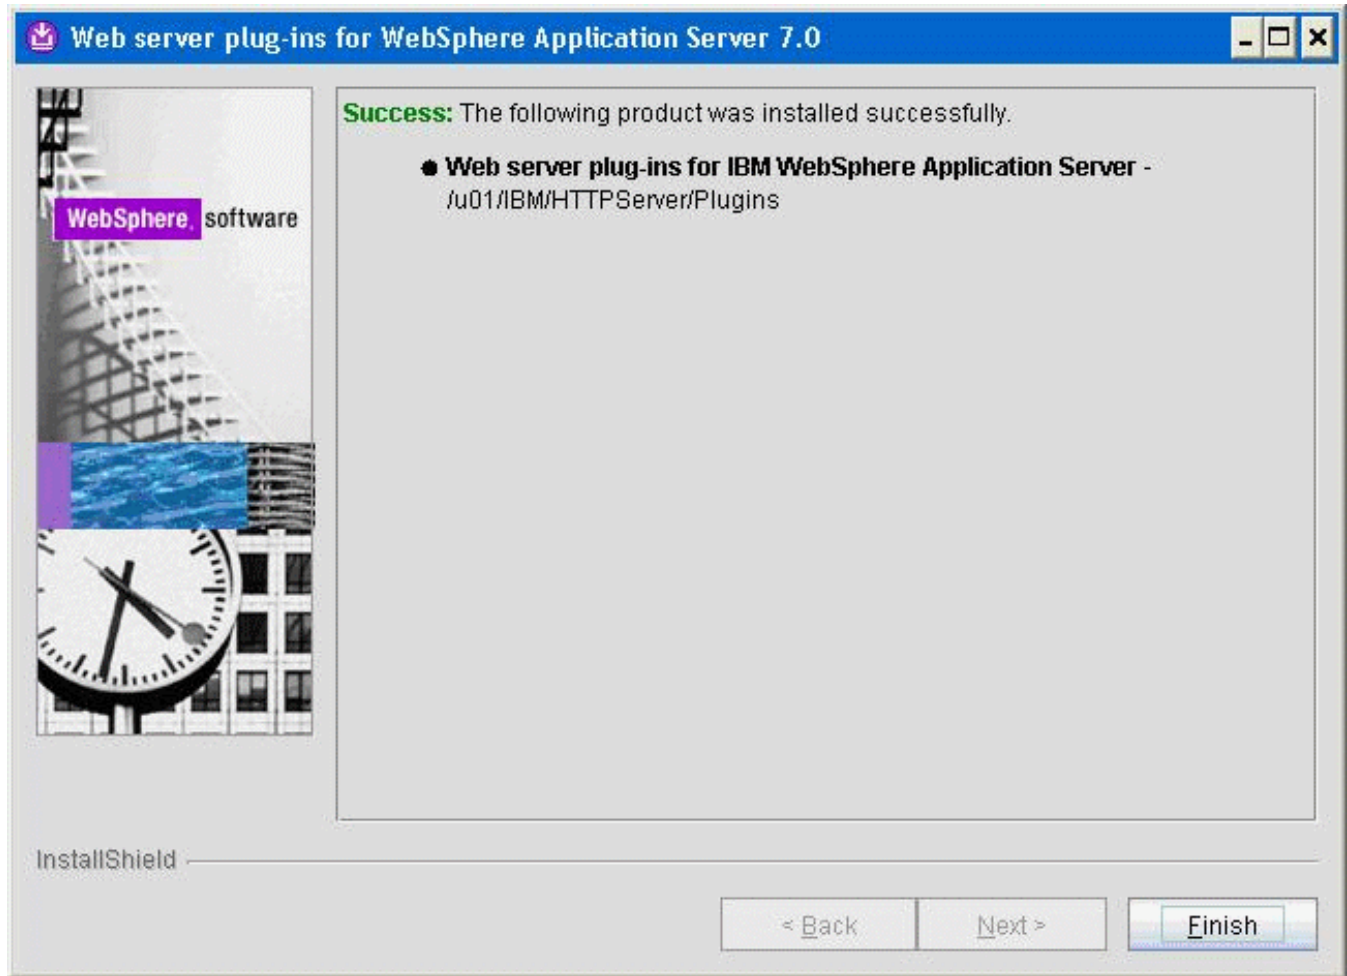 Web server plug-ins for WebSphere Application Server 7.0
Success: The following product was installed successfully.
● Web server plug-ins for IBM WebSphere Application Server -
/u01/IBM/HTTPServer/Plugins
WebSphere. software
InstallShield
< Back
Next >
Finish